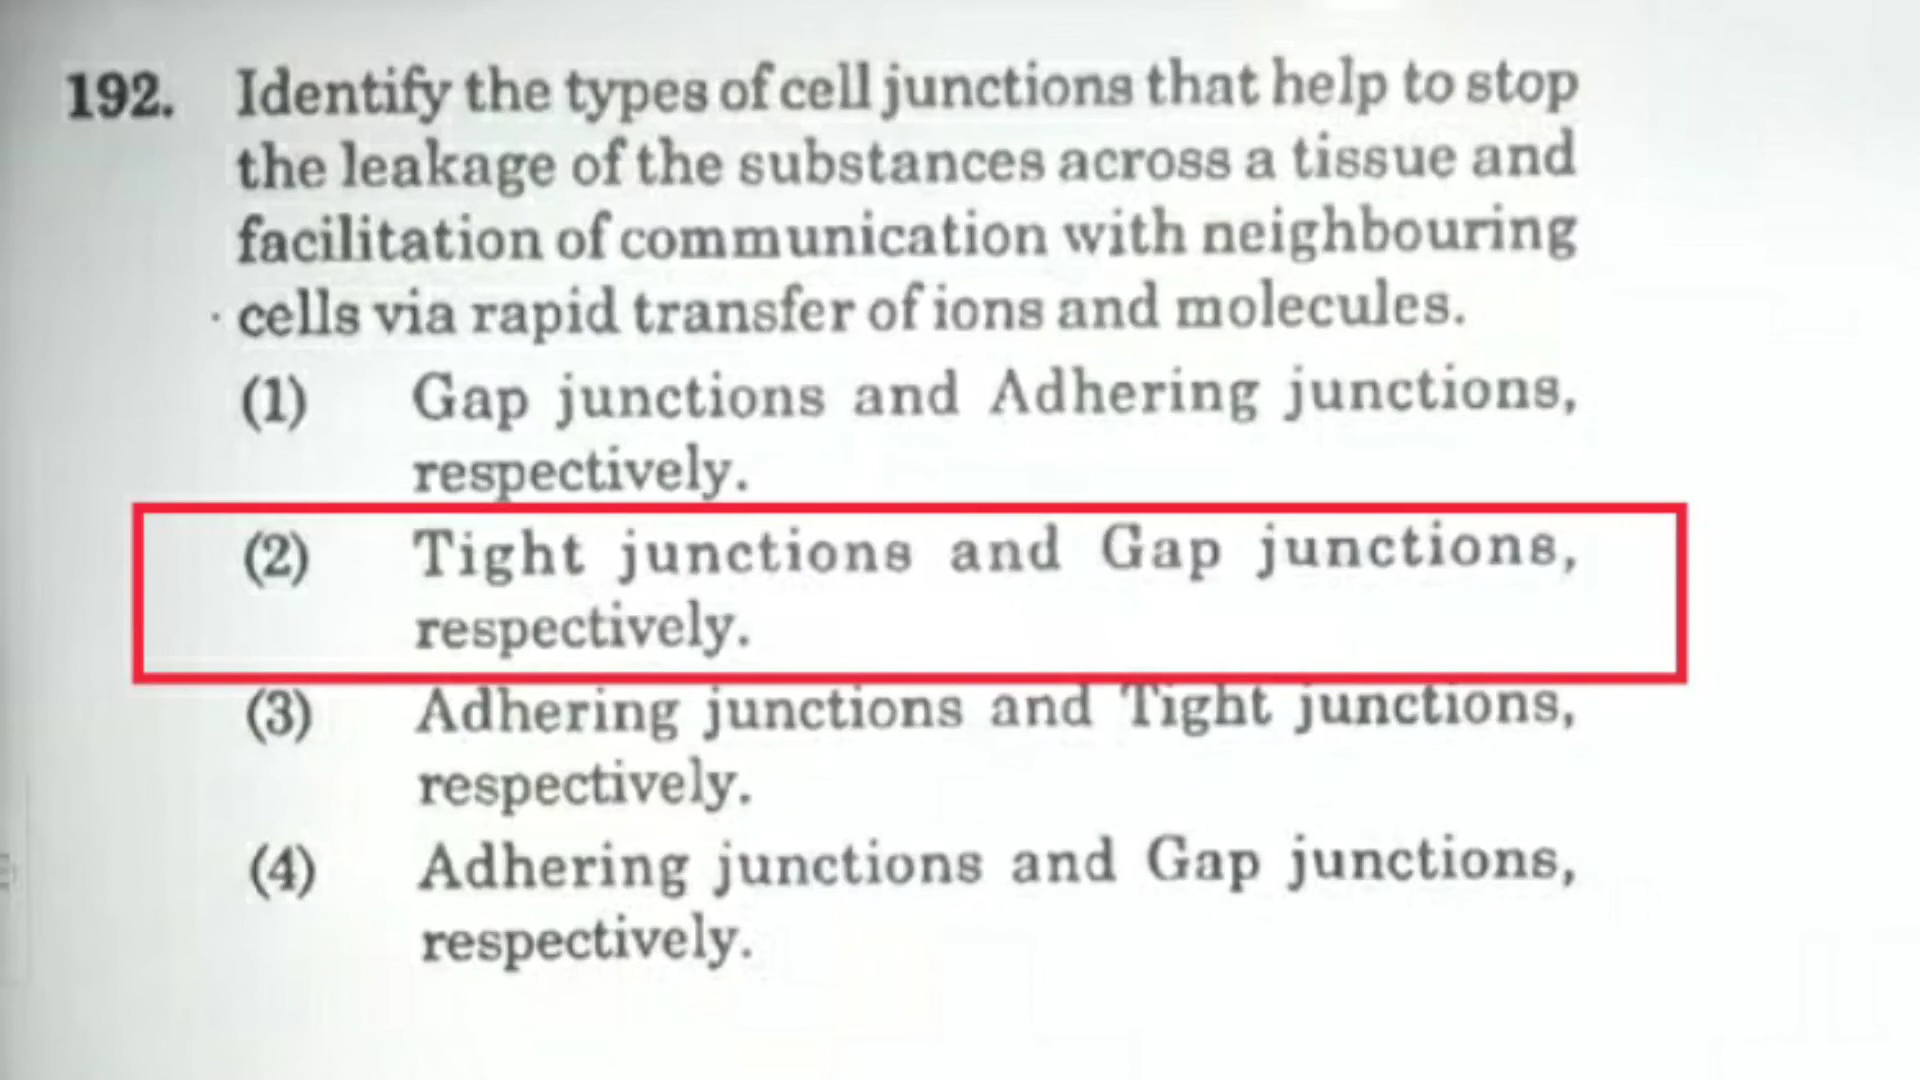 192. Identify the types of cell junctions that help to stop
the leakage of the substances across a tissue and
facilitation of communication with neighbouring
cells via rapid transfer of ions and molecules.
(1) Gap junctions and Adhering junctions,
respectively.
(2) Tight junctions and Gap junctions,
respectively.
(3) Adhering junctions and Tight junctions,
respectively.
(4) Adhering junctions and Gap junctions,
respectively.